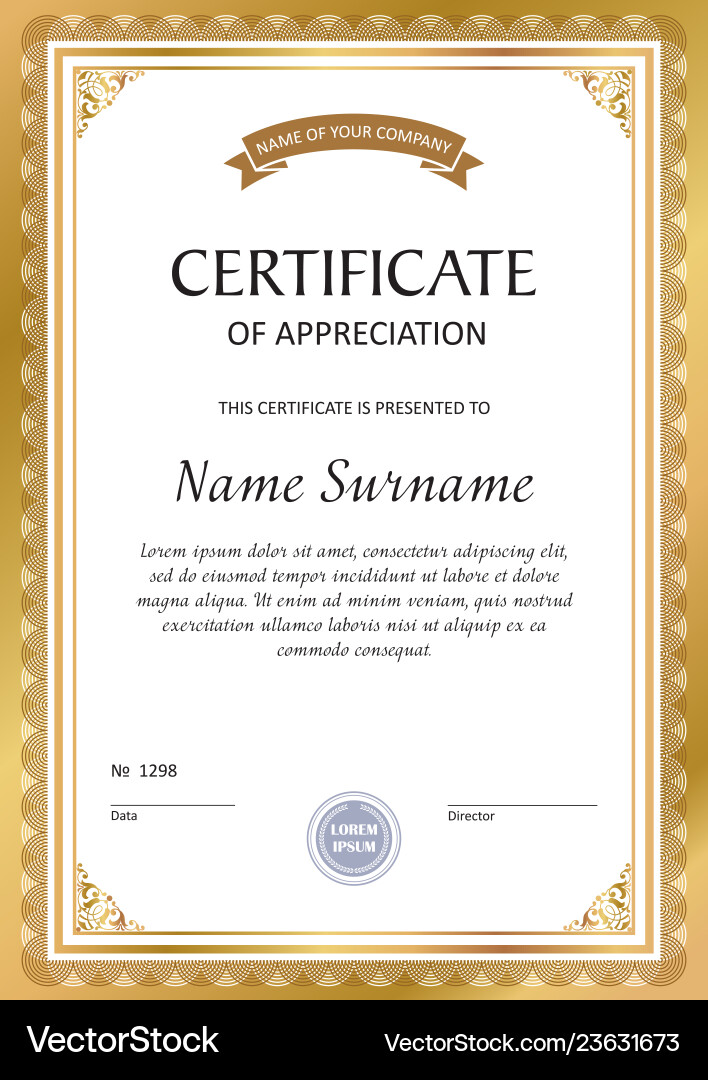 NAME OF YOUR COMPANY
CERTIFICATE
OF APPRECIATION
THIS CERTIFICATE IS PRESENTED TO
Name Surname
Lorem ipsum dolor sit amet, consectetur adipiscing elit,
sed do eiusmod tempor incididunt ut labore et dolore
magna aliqua. Ut enim ad minim veniam, quis nostrud
exercitation ullamco laboris nisi ut aliquip ex ea
commodo consequat.
№ 1298
Data
LOREM
IPSUM
Director
VectorStock
VectorStock.com/23631673